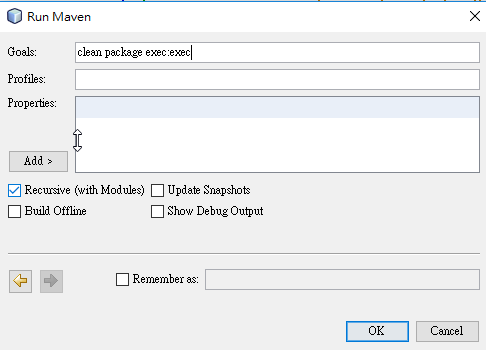 Run Maven
Goals: clean package exec:exec
Profiles:
Properties:
Add >
Recursive (with Modules) Update Snapshots
Build Offline Show Debug Output
Remember as:
OK Cancel